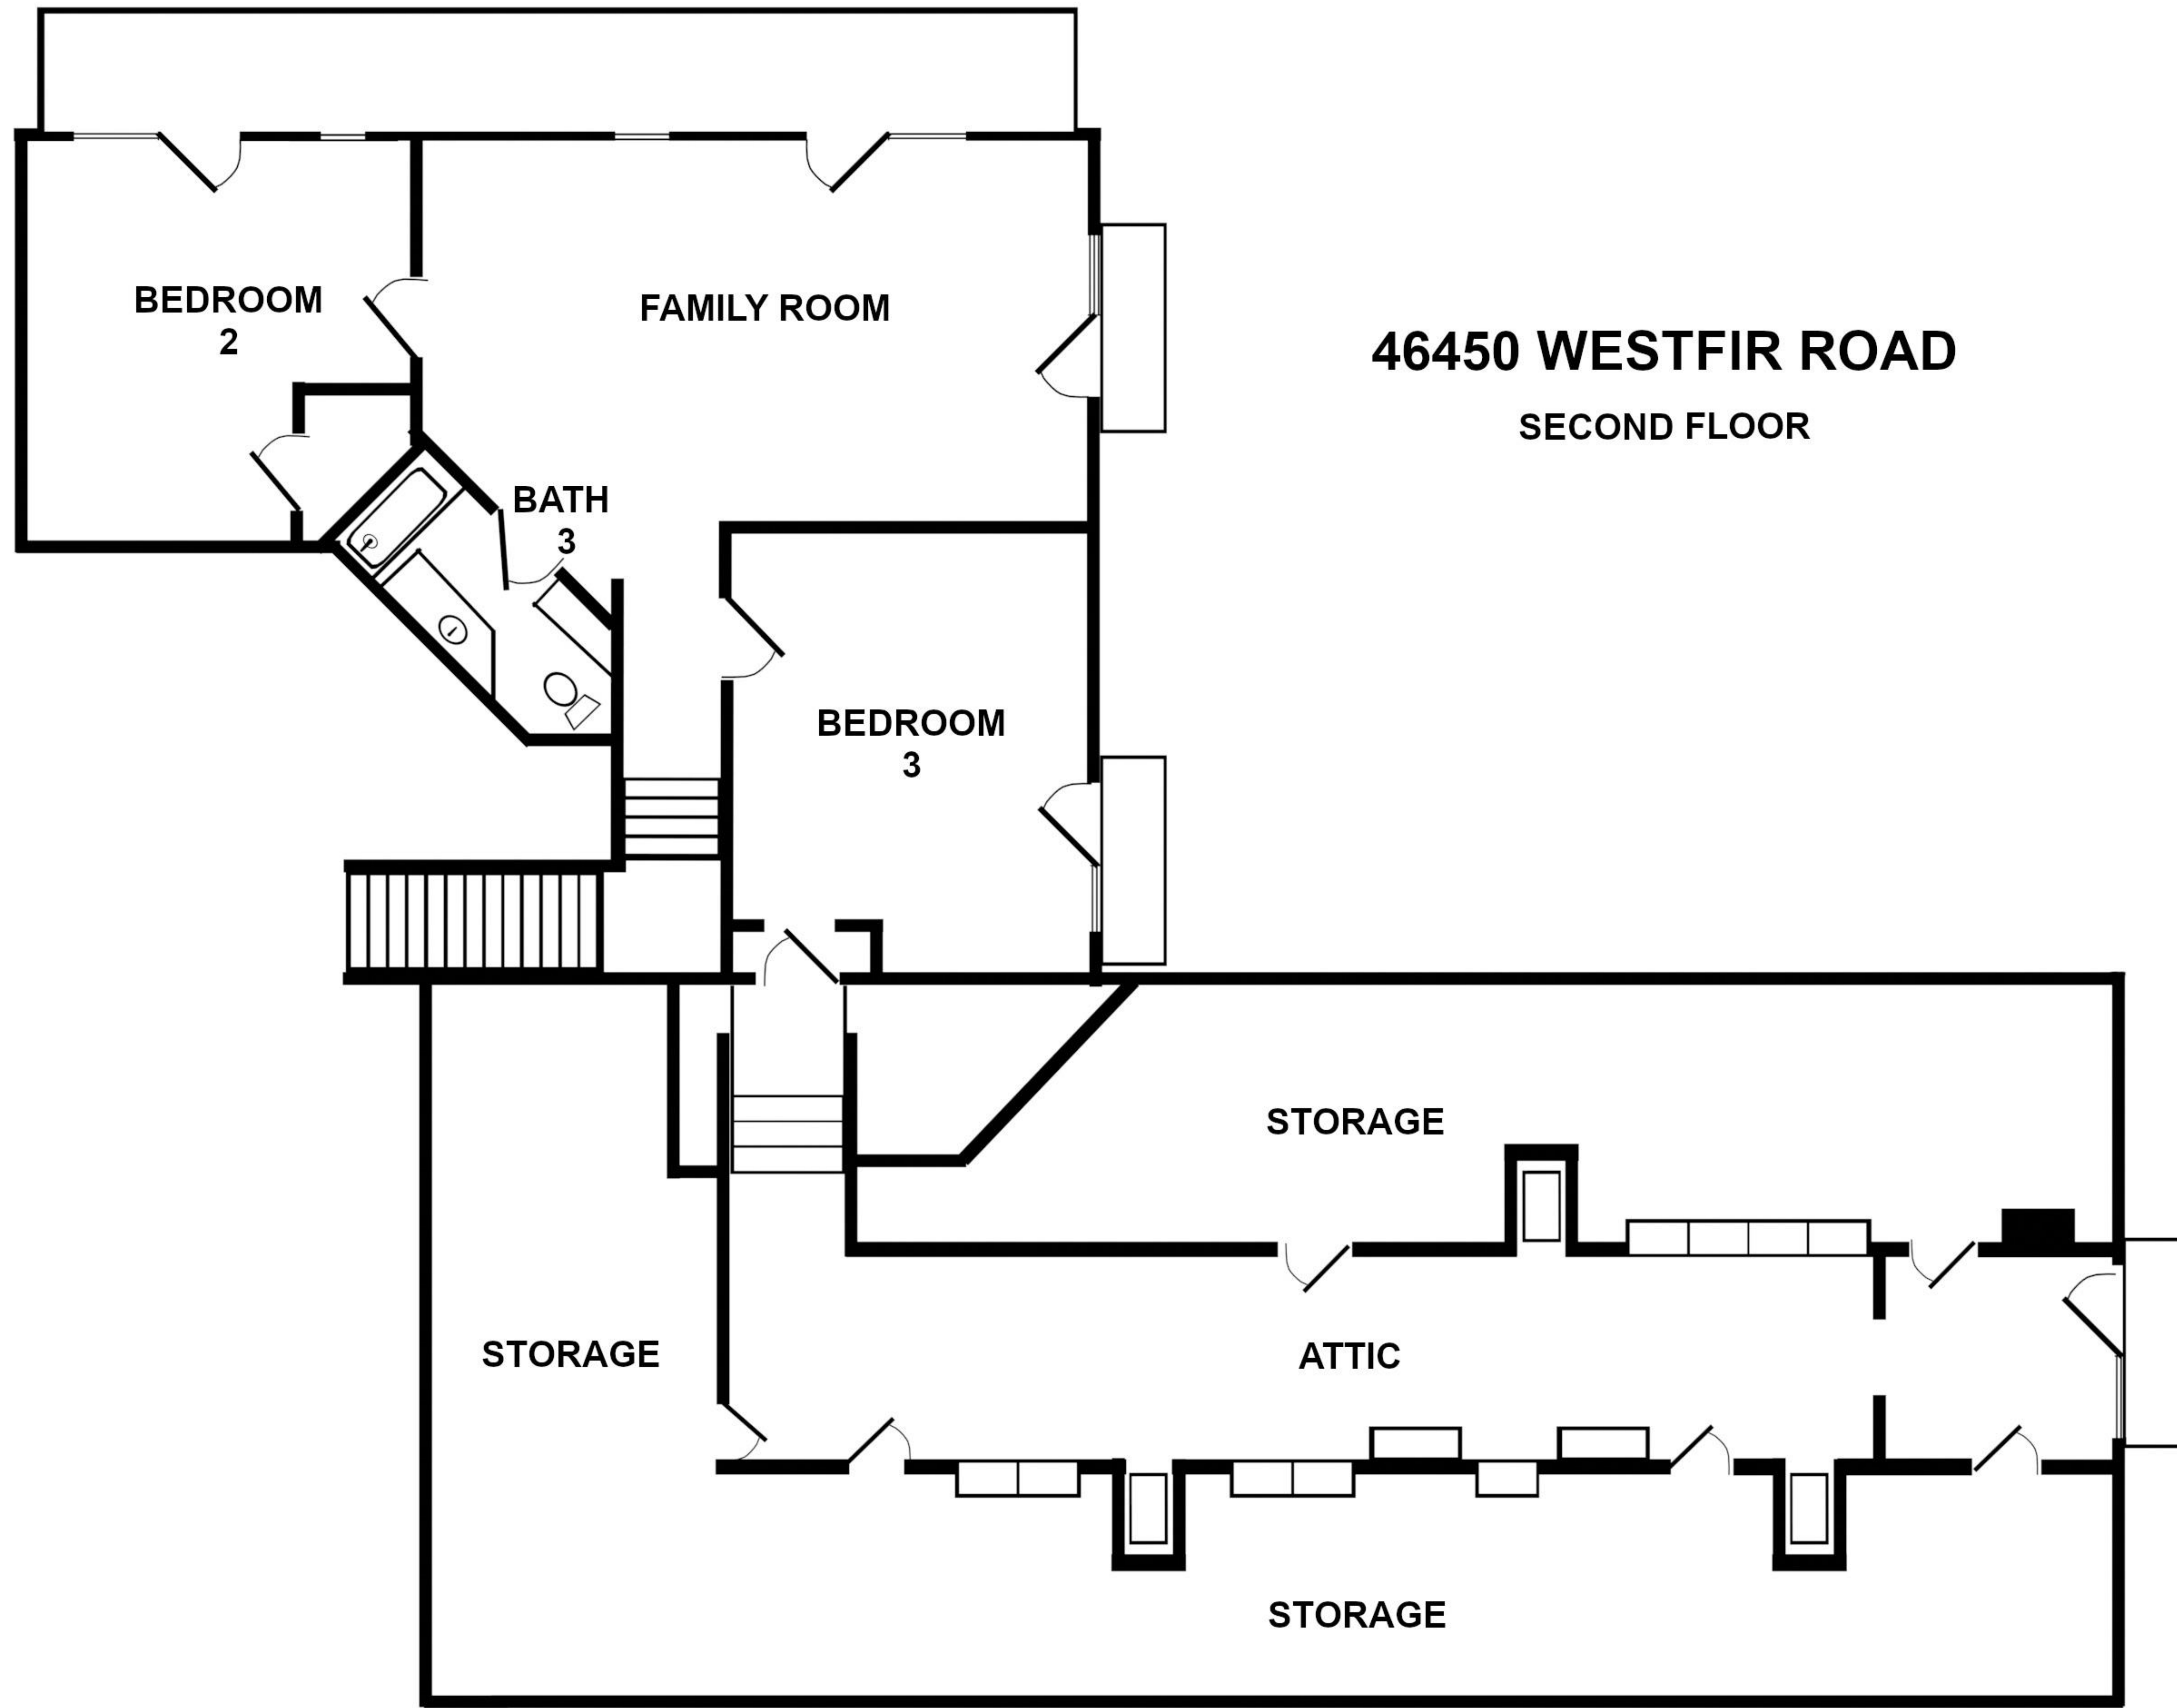 BEDROOM
2
FAMILY ROOM
46450 WESTFIR ROAD
SECOND FLOOR
BATH
3
BEDROOM
3
STORAGE
STORAGE
ATTIC
STORAGE